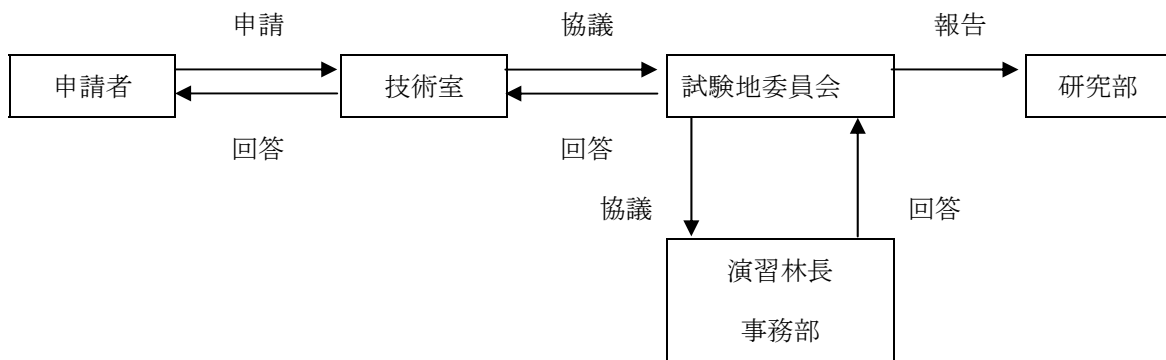 申請
協議
報告
申請者
技術室
試験地委員会
研究部
回答
回答
協議
回答
演習林長
事務部